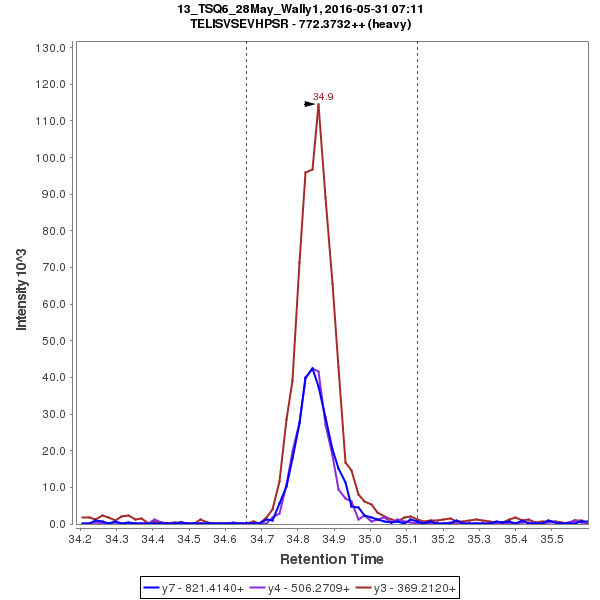 13_TSQ6_28May_Wally1, 2016-05-31 07:11
TELISVSEVHPSR - 772.3732++ (heavy)
Intensity 10^3
130.0
120.0
110.0
100.0
90.0
80.0
70.0
60.0
50.0
40.0
30.0
20.0
10.0
0.0
34.9
34.2 34.3 34.4 34.5 34.6 34.7 34.8 34.9 35.0 35.1 35.2 35.3 35.4 35.5
Retention Time
y7 - 821.4140+ y4 - 506.2709+ y3 - 369.2120+